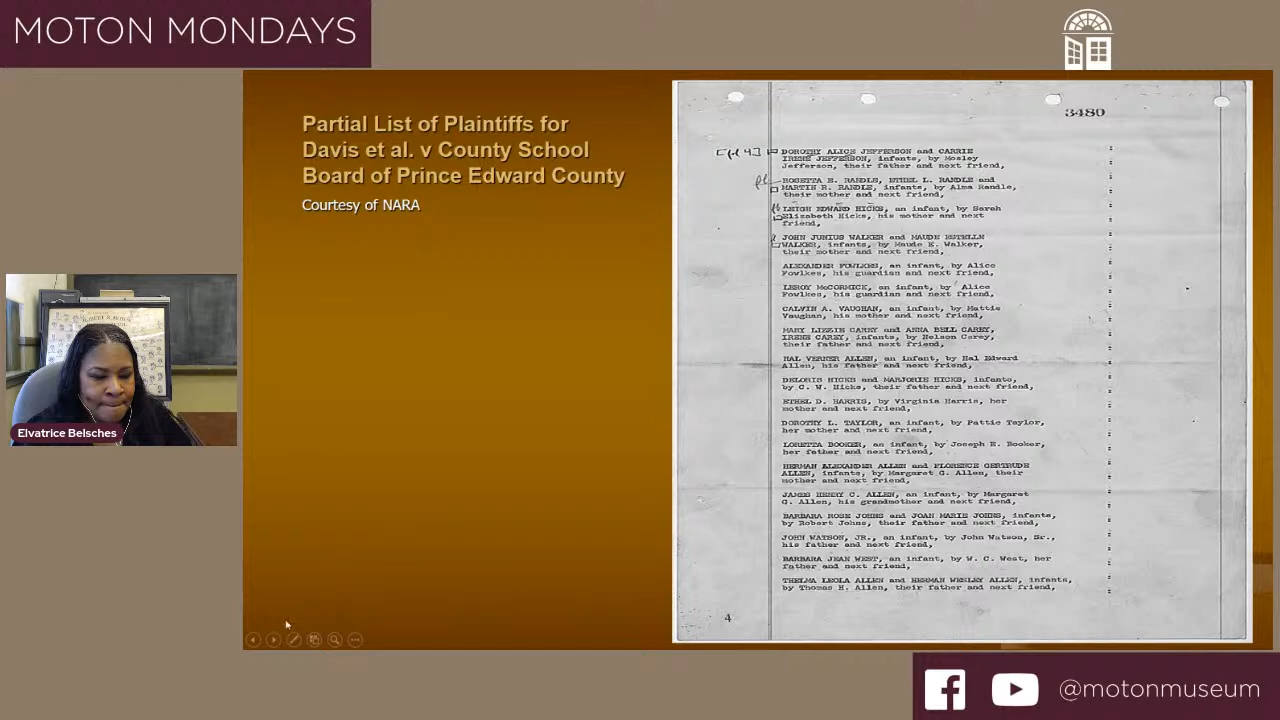 MOTON MONDAYS
Partial List of Plaintiffs for
Davis et al. v County School
Board of Prince Edward County
Courtesy of NARA
3480
DOROTHY ALICE JEFFERSON and CARRIE
IRENE JEFFERSON, infants, by Mosley
Jefferson, their father and next friend,
ROSETTA E. RANDLE, ETHEL L. RANDLE and
MARTIN R. RANDLE, infants, by Alma Randle,
their mother and next friend,
LEIGH EDWARD HICKS, an infant, by Sarah
Elizabeth Hicks, his mother and next
friend,
JOHN JUNIUS WALKER and MAUDE ESTELLE
WALKER, infants, by Maude E. Walker,
their mother and next friend,
ALEXANDER FOWLKES, an infant, by Alice
Fowlkes, his guardian and next friend,
LEROY McCORMICK, an infant, by Alice
Fowlkes, his guardian and next friend,
CALVIN A. VAUGHAN, an infant, by Mattie
Vaughan, his mother and next friend,
MARY LIZZIE CAREY and ANNA BELL CAREY,
IRENE CAREY, infants, by Nelson Carey,
their father and next friend,
HAL VERNER ALLEN, an infant, by Hal Edward
Allen, his father and next friend,
DELORIS HICKS and MARJORIE HICKS, infants,
by C. W. Hicks, their father and next friend,
ETHEL D. HARRIS, by Virginia Harris, her
mother and next friend,
DOROTHY L. TAYLOR, an infant, by Pattie Taylor,
her mother and next friend,
LORETTA BOOKER, an infant, by Joseph E. Booker,
her father and next friend,
HERMAN ALEXANDER ALLEN and FLORENCE GERTRUDE
ALLEN, infants, by Margaret G. Allen, their
mother and next friend,
JAMES HENRY C. ALLEN, an infant, by Margaret
G. Allen, his grandmother and next friend,
BARBARA ROSE JOHNS and JOAN MARIE JOHNS, infants,
by Robert Johns, their father and next friend,
JOHN WATSON, JR., an infant, by John Watson, Sr.,
his father and next friend,
BARBARA JEAN WEST, an infant, by W. C. West, her
father and next friend,
THELMA LEOLA ALLEN and HERMAN WESLEY ALLEN, infants,
by Thomas H. Allen, their father and next friend,
4
Elvatrice Belsches
@motonmuseum